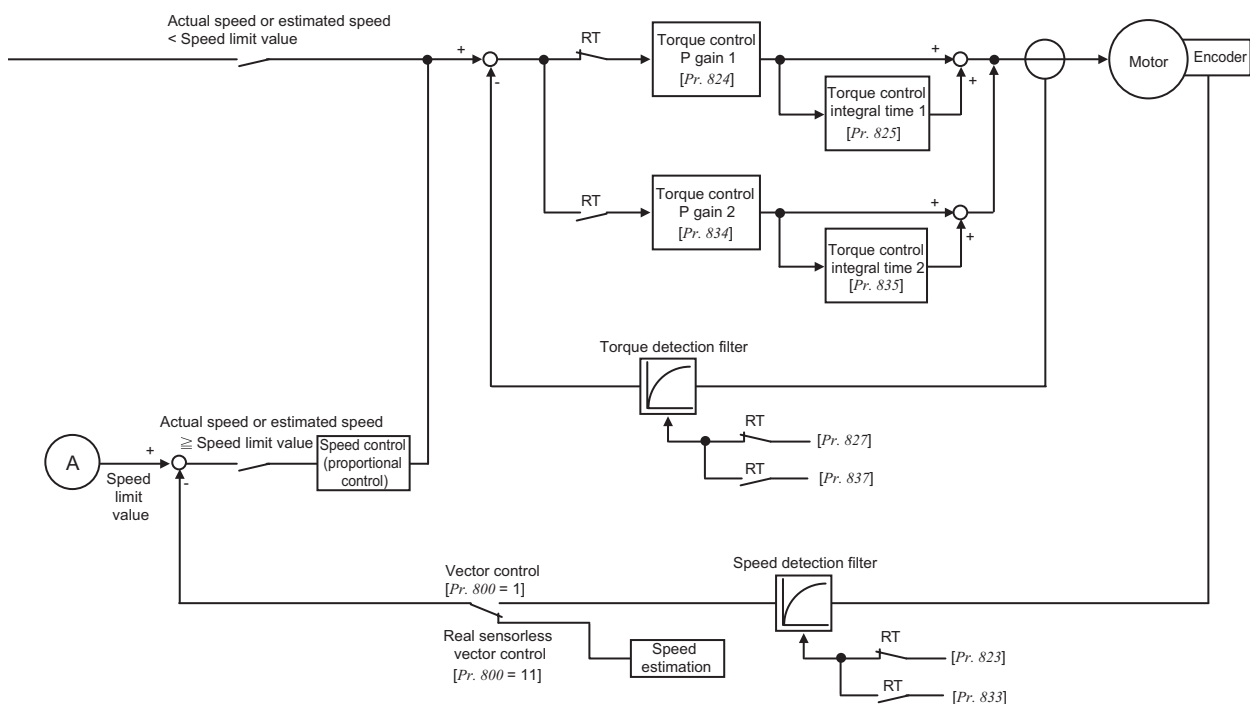 Actual speed or estimated speed
< Speed limit value
RT
Torque control
P gain 1
[Pr. 824]
+
-
+
+
Torque control
integral time 1
[Pr. 825]
Motor
Encoder
RT
Torque control
P gain 2
[Pr. 834]
+
+
Torque control
integral time 2
[Pr. 835]
Torque detection filter
RT
[Pr. 827]
RT
[Pr. 837]
Actual speed or estimated speed
≧ Speed limit value
A
+
-
Speed
limit
value
Speed control
(proportional
control)
Vector control
[Pr. 800 = 1]
Real sensorless
vector control
[Pr. 800 = 11]
Speed
estimation
Speed detection filter
RT
[Pr. 823]
RT
[Pr. 833]